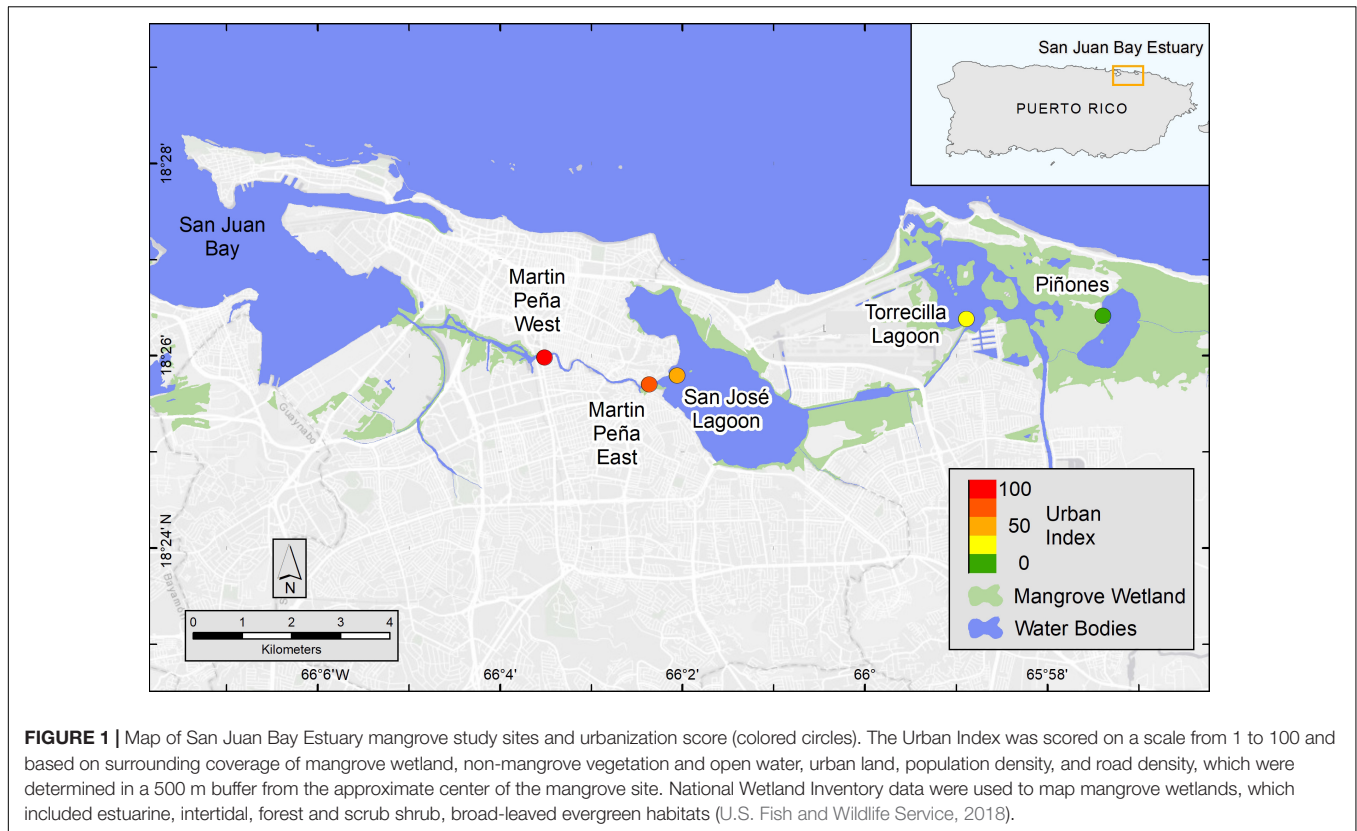 San Juan Bay Estuary
PUERTO RICO
18°28'
18°26'
18°24' N
San Juan
Bay
Martin
Peña
West
Martin
Peña
East
San José
Lagoon
Torrecilla
Lagoon
Piñones
Guaynabo
Bayamón
N
0 1 2 3 4
Kilometers
100
50
0
Urban
Index
Mangrove Wetland
Water Bodies
66°6'W 66°4' 66°2' 66° 65°58'
FIGURE 1 | Map of San Juan Bay Estuary mangrove study sites and urbanization score (colored circles). The Urban Index was scored on a scale from 1 to 100 and
based on surrounding coverage of mangrove wetland, non-mangrove vegetation and open water, urban land, population density, and road density, which were
determined in a 500 m buffer from the approximate center of the mangrove site. National Wetland Inventory data were used to map mangrove wetlands, which
included estuarine, intertidal, forest and scrub shrub, broad-leaved evergreen habitats (U.S. Fish and Wildlife Service, 2018).